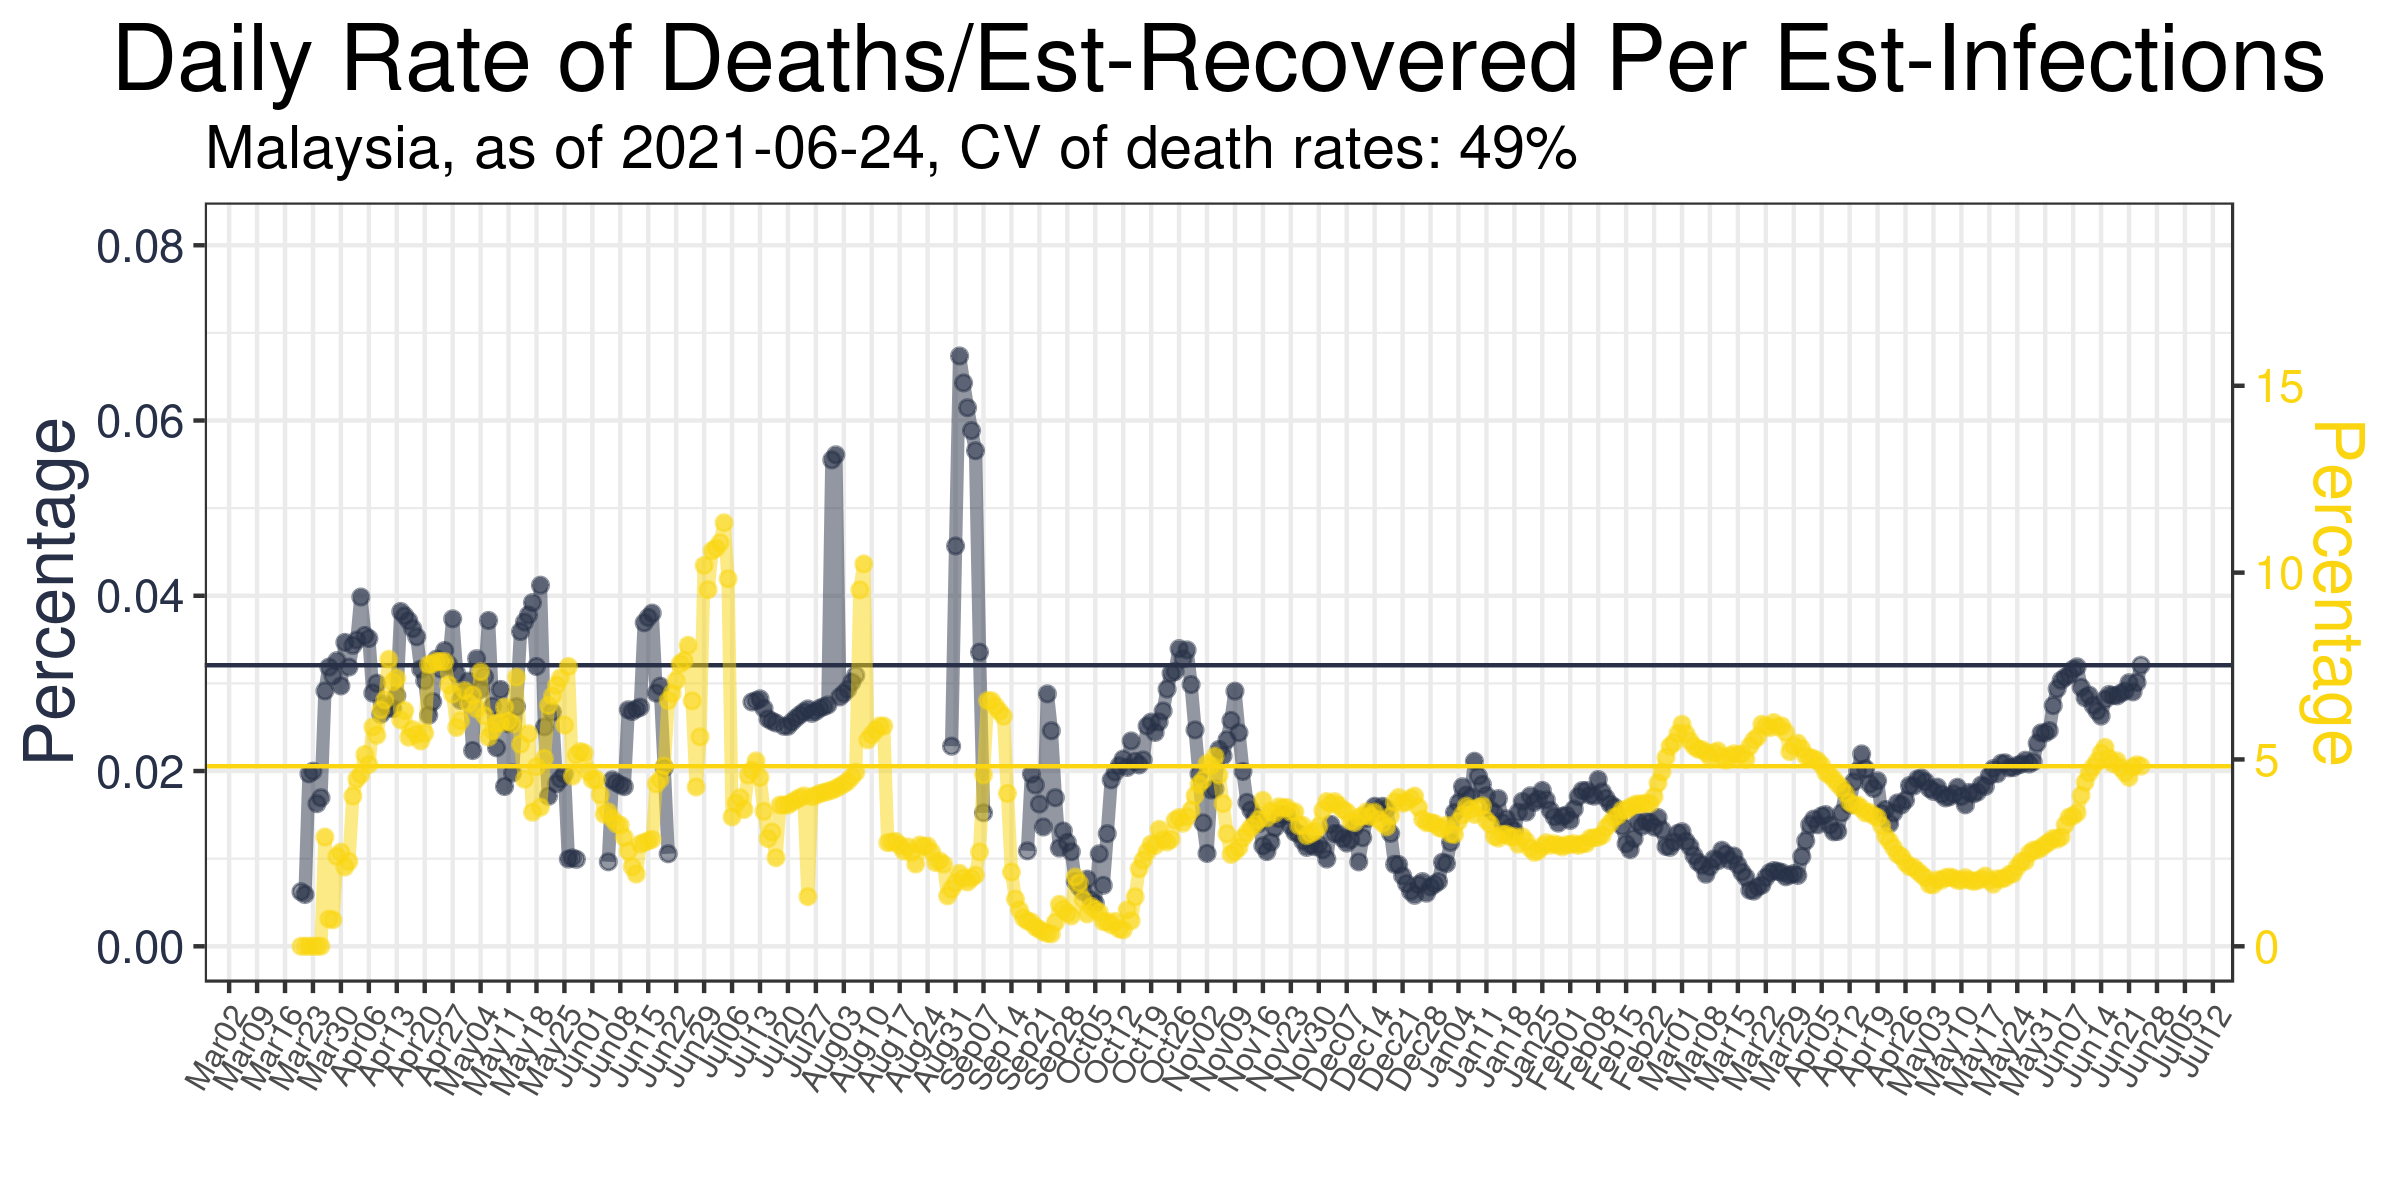 Daily Rate of Deaths/Est-Recovered Per Est-Infections
Malaysia, as of 2021-06-24, CV of death rates: 49%
Percentage
0.08
0.06
0.04
0.02
0.00
15
10
5
0
Percentage
Mar02
Mar09
Mar16
Mar23
Mar30
Apr06
Apr13
Apr20
Apr27
May04
May11
May18
May25
Jun01
Jun08
Jun15
Jun22
Jun29
Jul06
Jul13
Jul20
Jul27
Aug03
Aug10
Aug17
Aug24
Aug31
Sep07
Sep14
Sep21
Sep28
Oct05
Oct12
Oct19
Oct26
Nov02
Nov09
Nov16
Nov23
Nov30
Dec07
Dec14
Dec21
Dec28
Jan04
Jan11
Jan18
Jan25
Feb01
Feb08
Feb15
Feb22
Mar01
Mar08
Mar15
Mar22
Mar29
Apr05
Apr12
Apr19
Apr26
May03
May10
May17
May24
May31
Jun07
Jun14
Jun21
Jun28
Jul05
Jul12